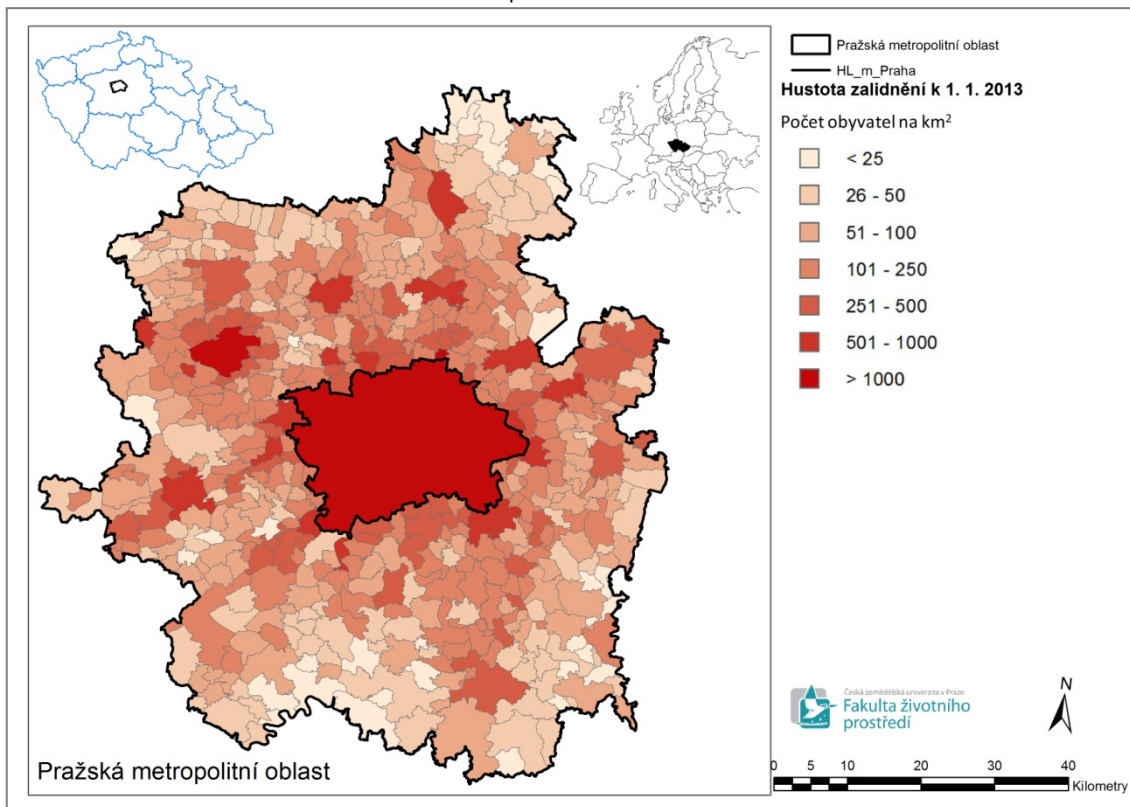 Pražská metropolitní oblast
HL_m_Praha
Hustota zalidnění k 1. 1. 2013
Počet obyvatel na km²
< 25
26 - 50
51 - 100
101 - 250
251 - 500
501 - 1000
> 1000
Česká zemědělská univerzita v Praze
Fakulta životního
prostředí
N
Pražská metropolitní oblast
0 5 10 20 30 40
Kilometry